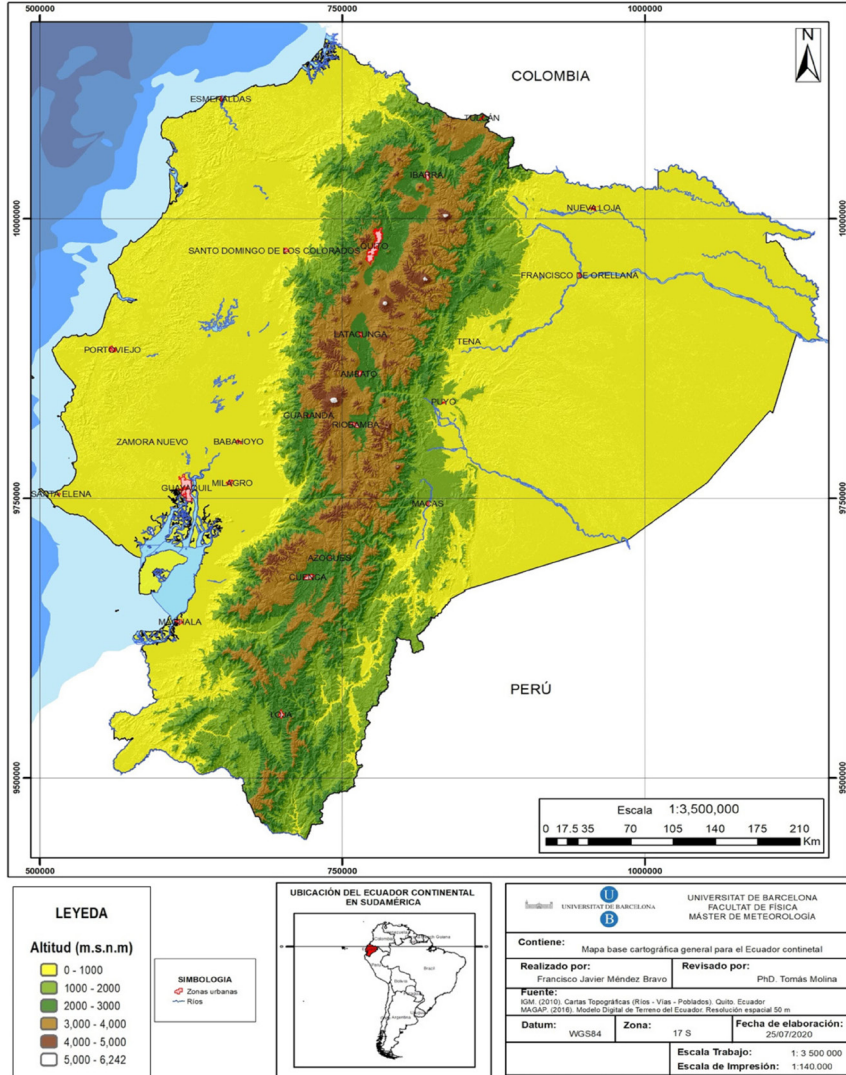 500000 750000 1000000
N
COLOMBIA
ESMERALDAS
TULCÁN
IBARRA
NUEVA LOJA
10000000 10000000
QUITO
SANTO DOMINGO DE LOS COLORADOS
FRANCISCO DE ORELLANA
LATACUNGA
TENA
PORTOVIEJO
AMBATO
PUYO
GUARANDA
RIOBAMBA
ZAMORA NUEVO
BABAHOYO
MILAGRO
GUAYAQUIL
SANTA ELENA
9750000 9750000
MACAS
AZOGUES
CUENCA
MACHALA
PERÚ
LOJA
9500000 9500000
Escala 1:3,500,000
0 17.5 35 70 105 140 175 210
Km
500000 750000 1000000
LEYEDA
Altitud (m.s.n.m)
0 - 1000
1000 - 2000
2000 - 3000
3,000 - 4,000
4,000 - 5,000
5,000 - 6,242
SIMBOLOGIA
Zonas urbanas
Ríos
UBICACIÓN DEL ECUADOR CONTINENTAL
EN SUDAMÉRICA
Brazil
U
UNIVERSITAT DE BARCELONA
B
UNIVERSITAT DE BARCELONA
FACULTAT DE FÍSICA
MÁSTER DE METEOROLOGÍA
Contiene:
Mapa base cartográfica general para el Ecuador continetal
Realizado por:
Francisco Javier Méndez Bravo
Revisado por:
PhD. Tomás Molina
Fuente:
IGM. (2010). Cartas Topográficas (Ríos - Vías - Poblados). Quito. Ecuador
MAGAP. (2016). Modelo Digital de Terreno del Ecuador. Resolución espacial 50 m
Datum:
WGS84
Zona:
17 S
Fecha de elaboración:
25/07/2020
Escala Trabajo: 1: 3 500 000
Escala de Impresión: 1:140.000